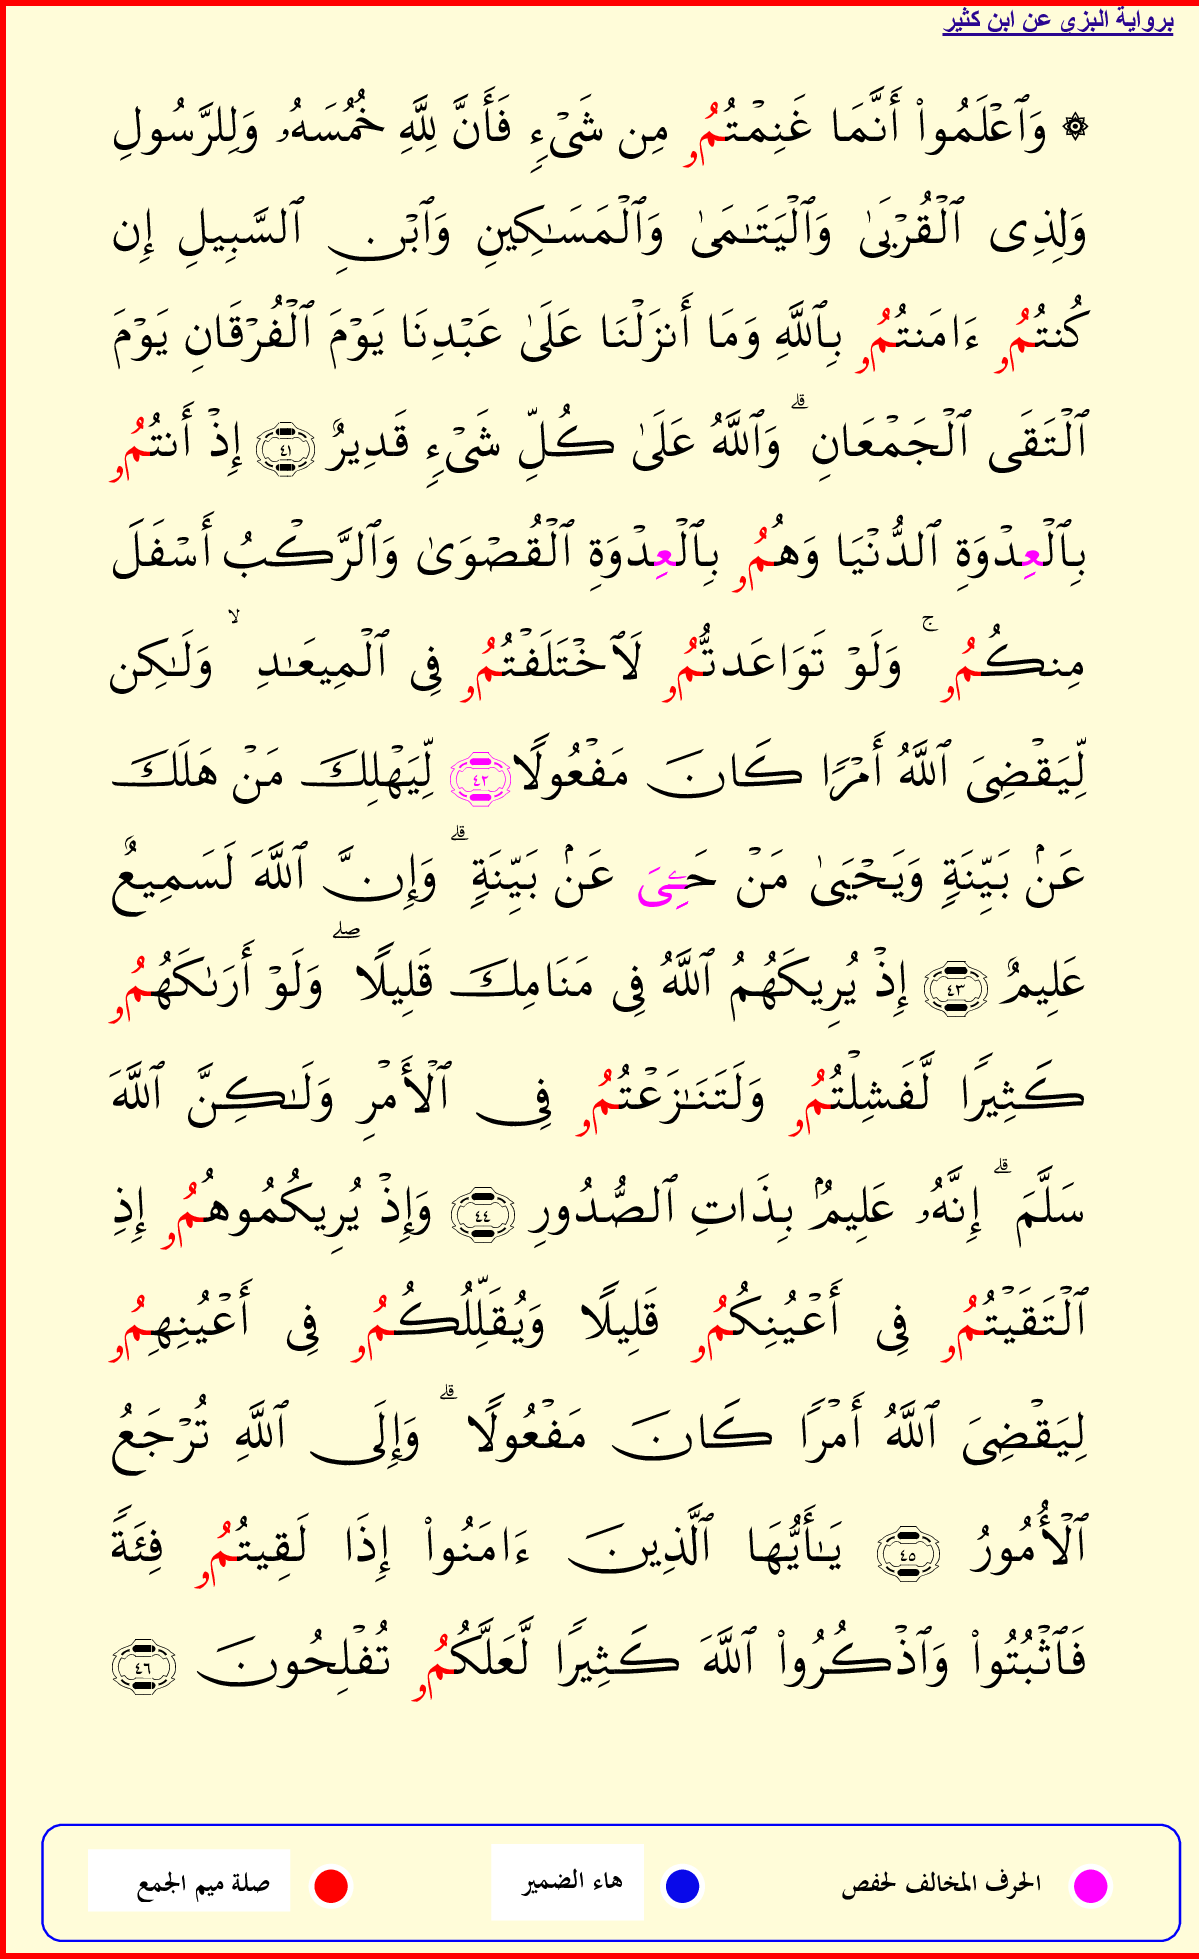 برواية البزي عن ابن كثير
۞ وَٱعۡلَمُواْ أَنَّمَا غَنِمۡتُمُۥ مِن شَيۡءٖ فَأَنَّ لِلَّهِ خُمُسَهُۥ وَلِلرَّسُولِ
وَلِذِي ٱلۡقُرۡبَىٰ وَٱلۡيَتَٰمَىٰ وَٱلۡمَسَٰكِينِ وَٱبۡنِ ٱلسَّبِيلِ إِن
كُنتُمُۥ ءَامَنتُمُۥ بِٱللَّهِ وَمَا أَنزَلۡنَا عَلَىٰ عَبۡدِنَا يَوۡمَ ٱلۡفُرۡقَانِ يَوۡمَ
ٱلۡتَقَى ٱلۡجَمۡعَانِۗ وَٱللَّهُ عَلَىٰ كُلِّ شَيۡءٖ قَدِيرٌ ٤١ إِذۡ أَنتُمُۥ
بِٱلۡعِدۡوَةِ ٱلدُّنۡيَا وَهُمُۥ بِٱلۡعِدۡوَةِ ٱلۡقُصۡوَىٰ وَٱلرَّكۡبُ أَسۡفَلَ
مِنكُمُۥۚ وَلَوۡ تَوَاعَدتُّمُۥ لَٱخۡتَلَفۡتُمُۥ فِي ٱلۡمِيعَٰدِۙ وَلَٰكِن
لِّيَقۡضِيَ ٱللَّهُ أَمۡرٗا كَانَ مَفۡعُولٗا ٤٢ لِّيَهۡلِكَ مَنۡ هَلَكَ
عَنۢ بَيِّنَةٖ وَيَحۡيَىٰ مَنۡ حَيِيَ عَنۢ بَيِّنَةٖۗ وَإِنَّ ٱللَّهَ لَسَمِيعٌ
عَلِيمٌ ٤٣ إِذۡ يُرِيكَهُمُ ٱللَّهُ فِي مَنَامِكَ قَلِيلٗاۖ وَلَوۡ أَرَىٰكَهُمُۥ
كَثِيرٗا لَّفَشِلۡتُمُۥ وَلَتَنَٰزَعۡتُمُۥ فِي ٱلۡأَمۡرِ وَلَٰكِنَّ ٱللَّهَ
سَلَّمَۗ إِنَّهُۥ عَلِيمُۢ بِذَاتِ ٱلصُّدُورِ ٤٤ وَإِذۡ يُرِيكُمُوهُمُۥ إِذِ
ٱلۡتَقَيۡتُمُۥ فِي أَعۡيُنِكُمُۥ قَلِيلٗا وَيُقَلِّلُكُمُۥ فِي أَعۡيُنِهِمُۥ
لِيَقۡضِيَ ٱللَّهُ أَمۡرٗا كَانَ مَفۡعُولٗاۗ وَإِلَى ٱللَّهِ تُرۡجَعُ
ٱلۡأُمُورُ ٤٥ يَٰأَيُّهَا ٱلَّذِينَ ءَامَنُواْ إِذَا لَقِيتُمُۥ فِئَةٗ
فَٱثۡبُتُواْ وَٱذۡكُرُواْ ٱللَّهَ كَثِيرٗا لَّعَلَّكُمُۥ تُفۡلِحُونَ ٤٦
الحرف المخالف لحفص هاء الضمير صلة ميم الجمع